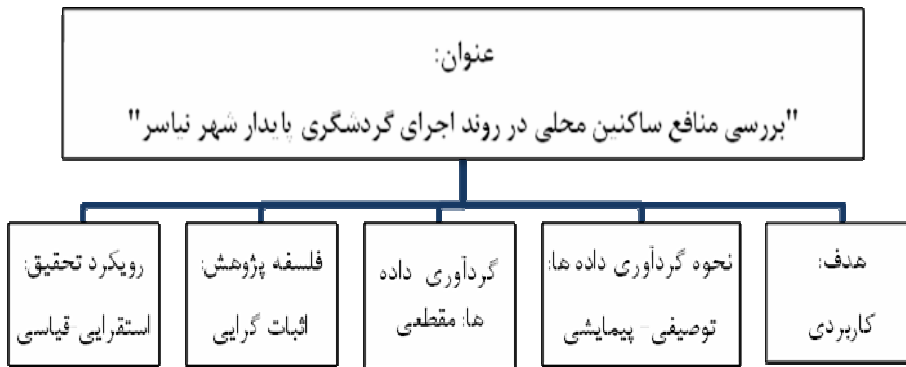 عنوان:
"بررسی منافع ساکنین محلی در روند اجرای گردشگری پایدار شهر نیاسر"
هدف:
کاربردی
نحوه گردآوری داده ها:
توصیفی- پیمایشی
گردآوری داده
ها: مقطعی
فلسفه پژوهش:
اثبات گرایی
رویکرد تحقیق:
استقرایی-قیاسی